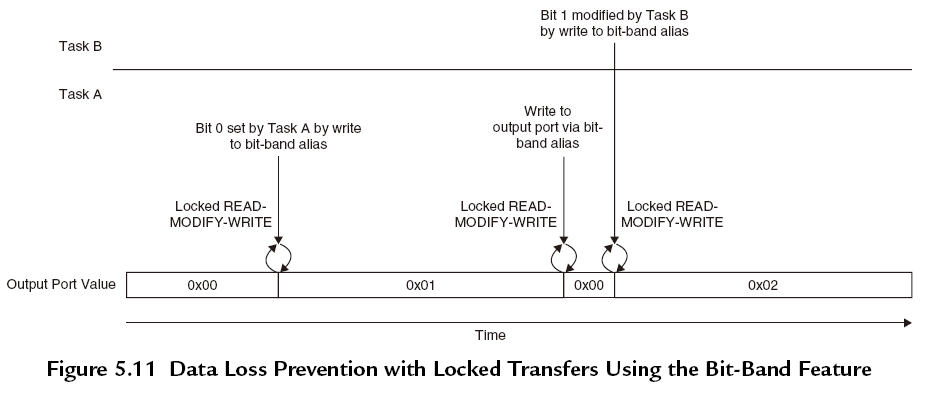 Bit 1 modified by Task B
by write to bit-band alias
Task B
Task A
Bit 0 set by Task A by write
to bit-band alias
Write to
output port via bit-
band alias
Locked READ-
MODIFY-WRITE
Locked READ-
MODIFY-WRITE
Locked READ-
MODIFY-WRITE
Output Port Value
0x00
0x01
0x00
0x02
Time
Figure 5.11 Data Loss Prevention with Locked Transfers Using the Bit-Band Feature